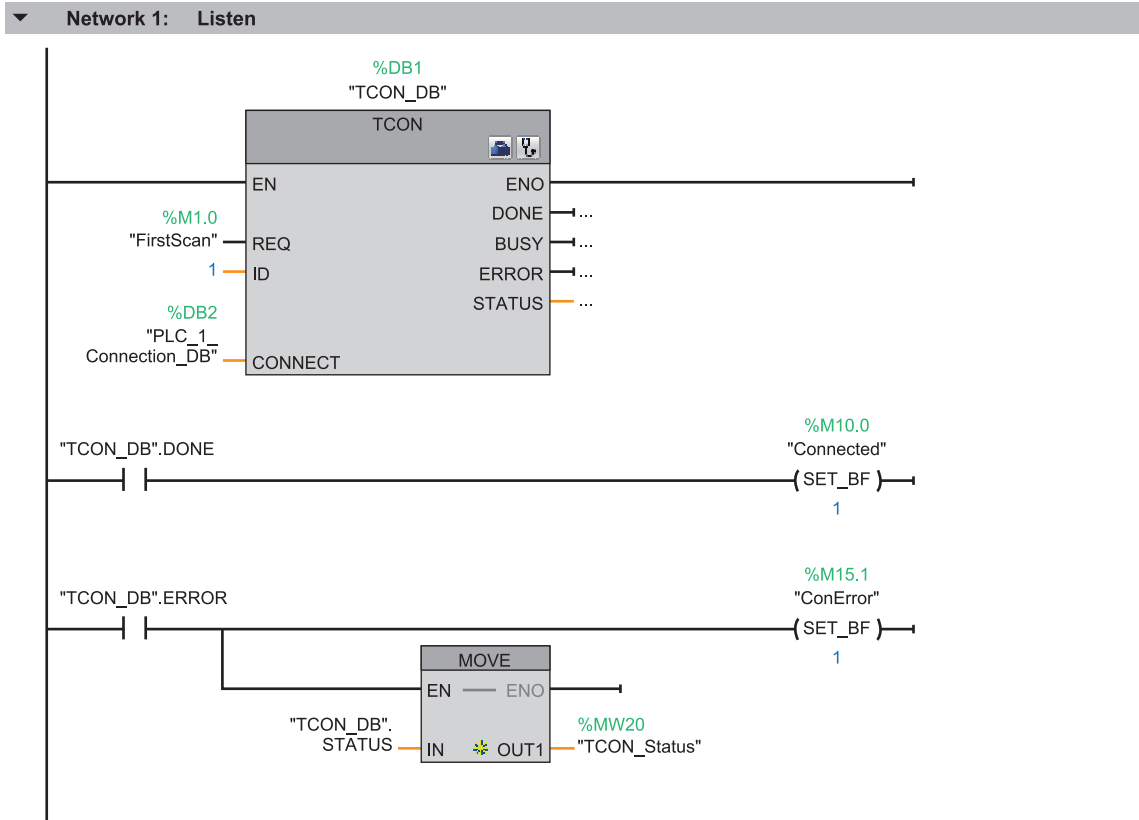 Network 1: Listen
%DB1
"TCON_DB"
TCON
EN
ENO
DONE
...
%M1.0
"FirstScan"
REQ
BUSY
...
1
ID
ERROR
...
STATUS
...
%DB2
"PLC_1_
Connection_DB"
CONNECT
"TCON_DB".DONE
%M10.0
"Connected"
SET_BF
1
"TCON_DB".ERROR
%M15.1
"ConError"
SET_BF
1
MOVE
EN
ENO
"TCON_DB".
STATUS
IN
OUT1
%MW20
"TCON_Status"